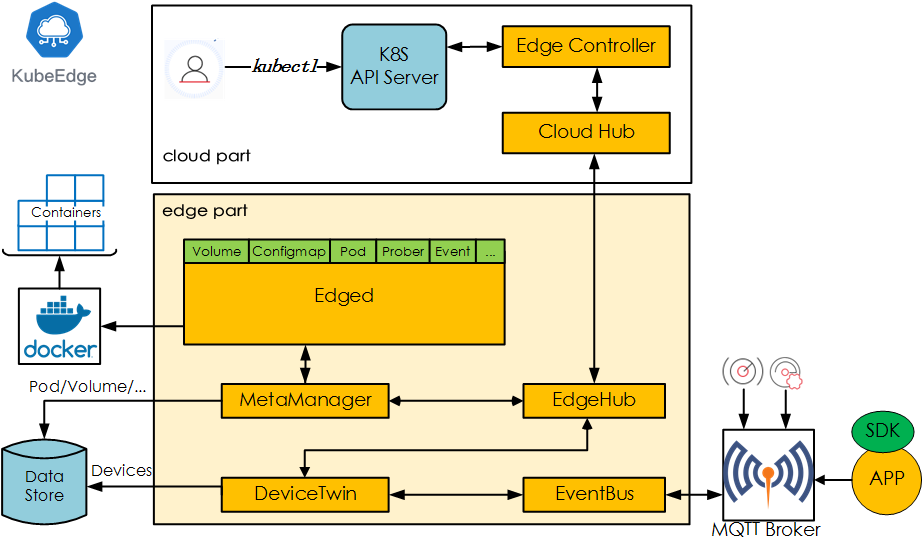 KubeEdge
kubectl
K8S
API Server
Edge Controller
Cloud Hub
cloud part
edge part
Containers
Volume
Configmap
Pod
Prober
Event
...
Edged
docker
Pod/Volume/...
MetaManager
EdgeHub
SDK
APP
Data
Store
Devices
DeviceTwin
EventBus
MQTT Broker